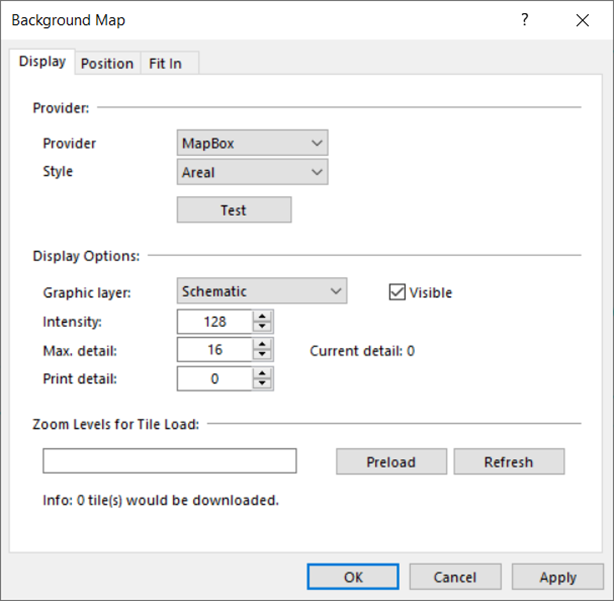 Background Map ?
Display Position Fit In
Provider:
Provider MapBox
Style Areal
Test
Display Options:
Graphic layer: Schematic Visible
Intensity: 128
Max. detail: 16 Current detail: 0
Print detail: 0
Zoom Levels for Tile Load:
Preload Refresh
Info: 0 tile(s) would be downloaded.
OK Cancel Apply